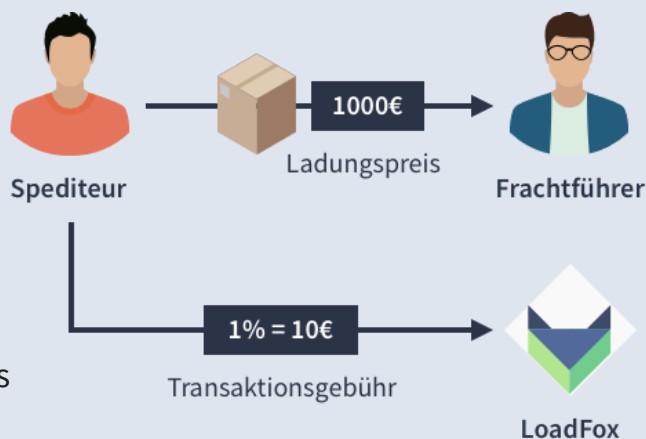 1000€
Ladungspreis
Spediteur
Frachtführer
1% = 10€
s
Transaktionsgebühr
LoadFox